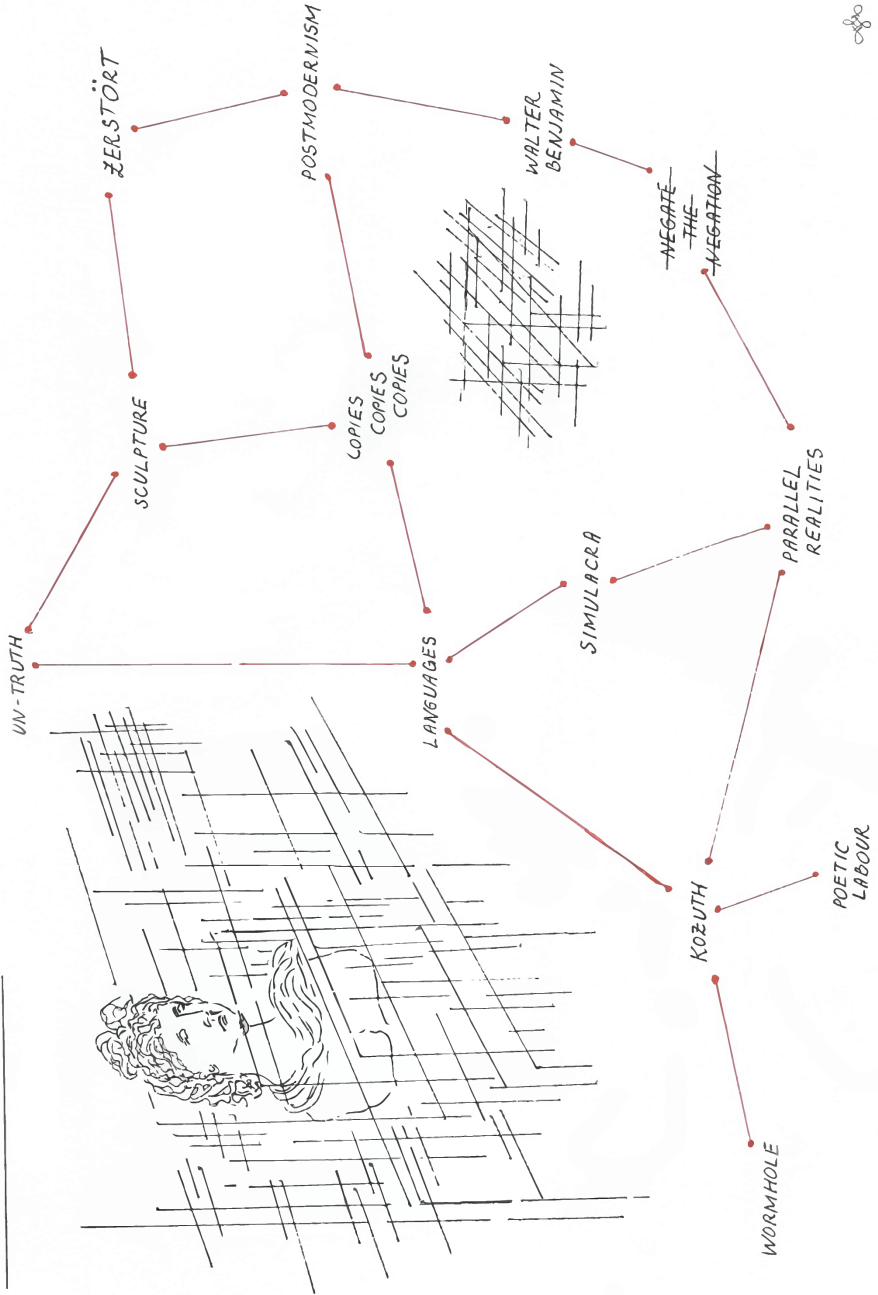 UN-TRUTH
ZERSTÖRT
SCULPTURE
POSTMODERNISM
COPIES
COPIES
COPIES
LANGUAGES
WALTER
BENJAMIN
SIMULACRA
NEGATE
THE
NEGATION
PARALLEL
REALITIES
KOZUTH
WORMHOLE
POETIC
LABOUR